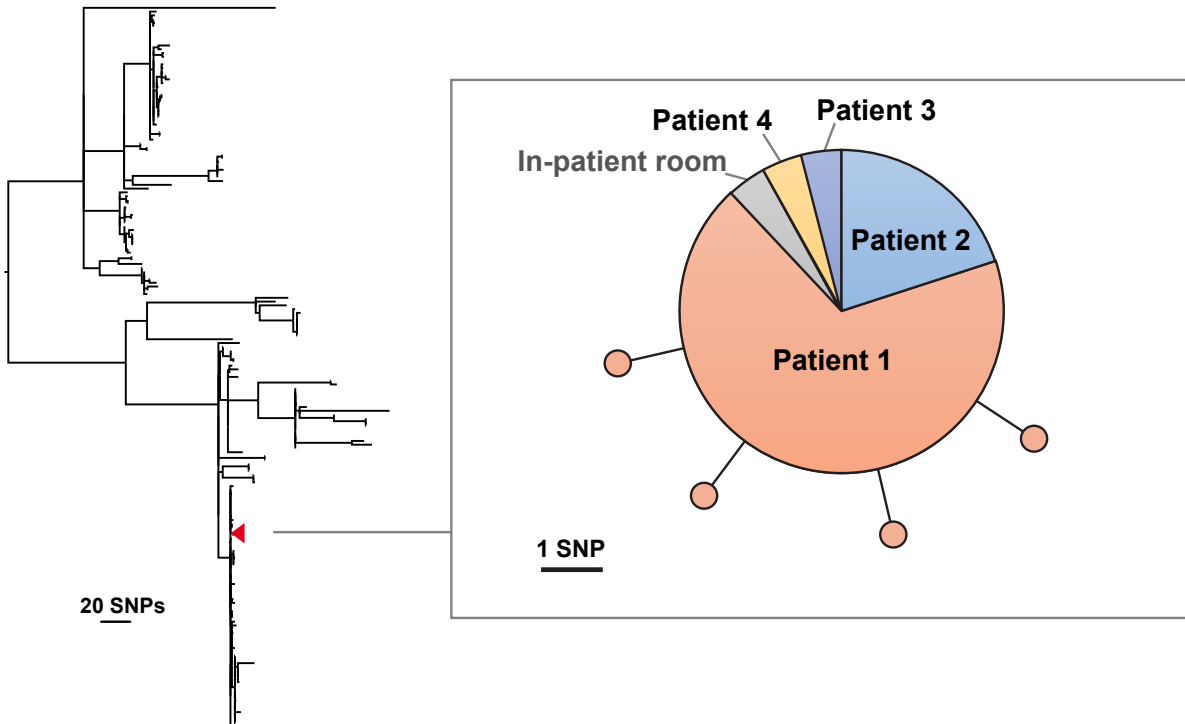 Patient 3
Patient 4
In-patient room
Patient 2
Patient 1
1 SNP
20 SNPs